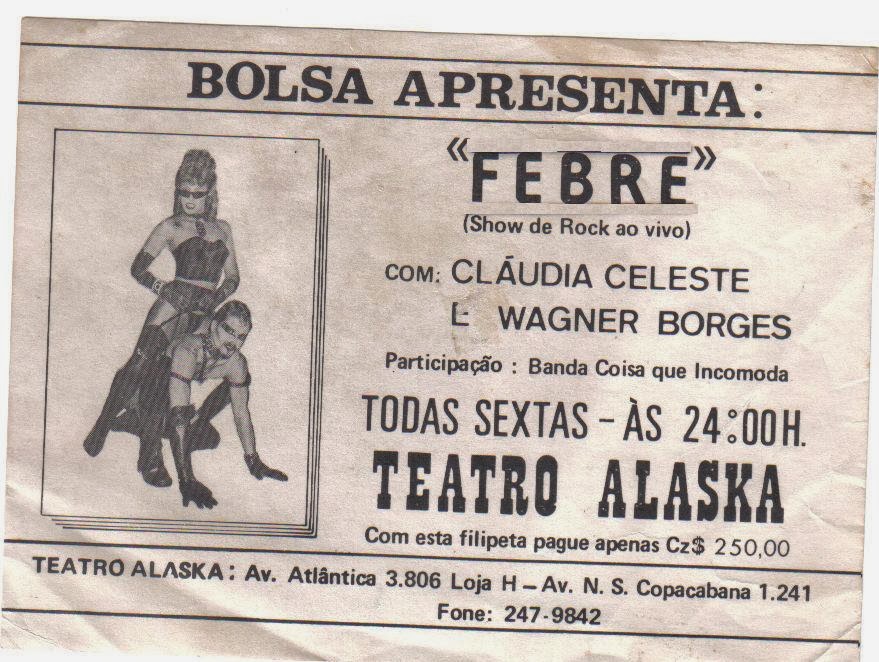 BOLSA APRESENTA:
«FEBRE»
(Show de Rock ao vivo)
COM: CLÁUDIA CELESTE
E WAGNER BORGES
Participação : Banda Coisa que Incomoda
TODAS SEXTAS - ÀS 24:00H.
TEATRO ALASKA
Com esta filipeta pague apenas Cz$ 250,00
TEATRO ALASKA: Av. Atlântica 3.806 Loja H - Av. N. S. Copacabana 1.241
Fone: 247-9842